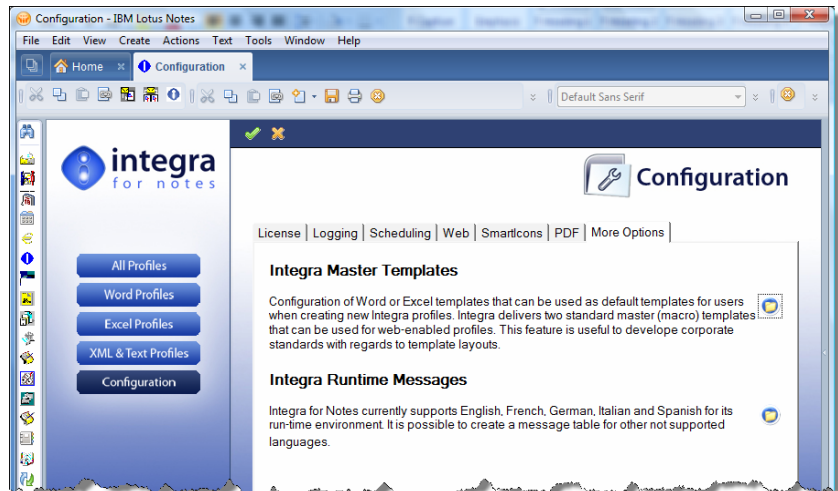 Configuration - IBM Lotus Notes
File Edit View Create Actions Text Tools Window Help
Home Configuration
Default Sans Serif
integra
for notes
Configuration
License Logging Scheduling Web SmartIcons PDF More Options
All Profiles
Word Profiles
Excel Profiles
XML & Text Profiles
Configuration
Integra Master Templates
Configuration of Word or Excel templates that can be used as default templates for users
when creating new Integra profiles. Integra delivers two standard master (macro) templates
that can be used for web-enabled profiles. This feature is useful to develope corporate
standards with regards to template layouts.
Integra Runtime Messages
Integra for Notes currently supports English, French, German, Italian and Spanish for its
run-time environment. It is possible to create a message table for other not supported
languages.